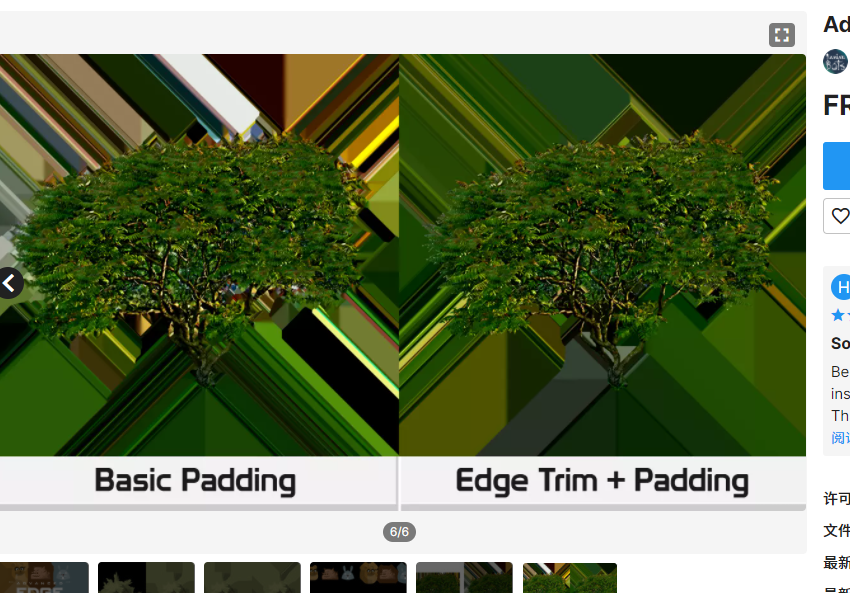 Ad
FR
H
So
Be
ins
Th
阅
许可
文件
最新
Basic Padding
Edge Trim + Padding
6/6
EDGE